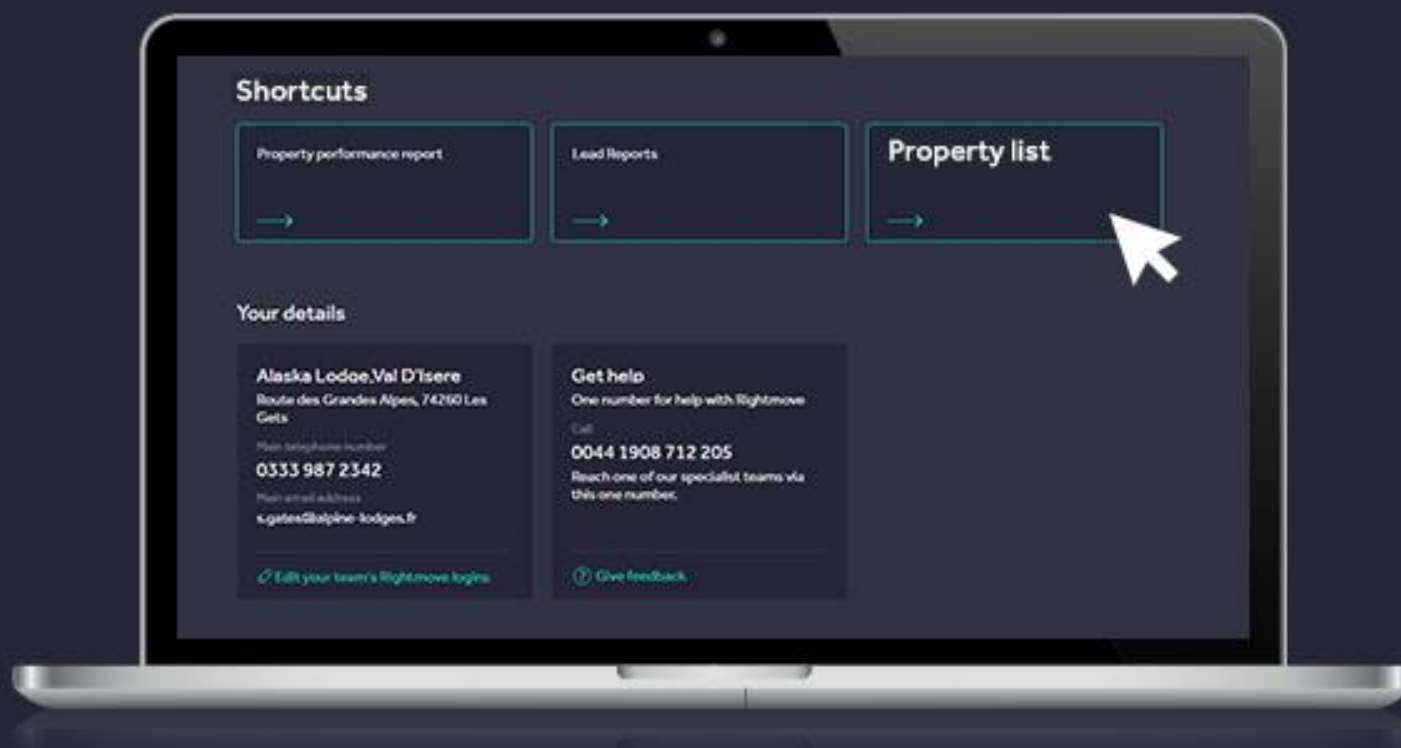 Shortcuts
Property performance report
Lead Reports
Property list
Your details
Alaska Lodge,Val D'Isere
Route des Grandes Alpes, 74260 Les
Gets
Main telephone number
0333 987 2342
Main email address
s.gates@alpine-lodges.fr
Edit your team's Rightmove logins
Get help
One number for help with Rightmove
Call
0044 1908 712 205
Reach one of our specialist teams via
this one number.
Give feedback